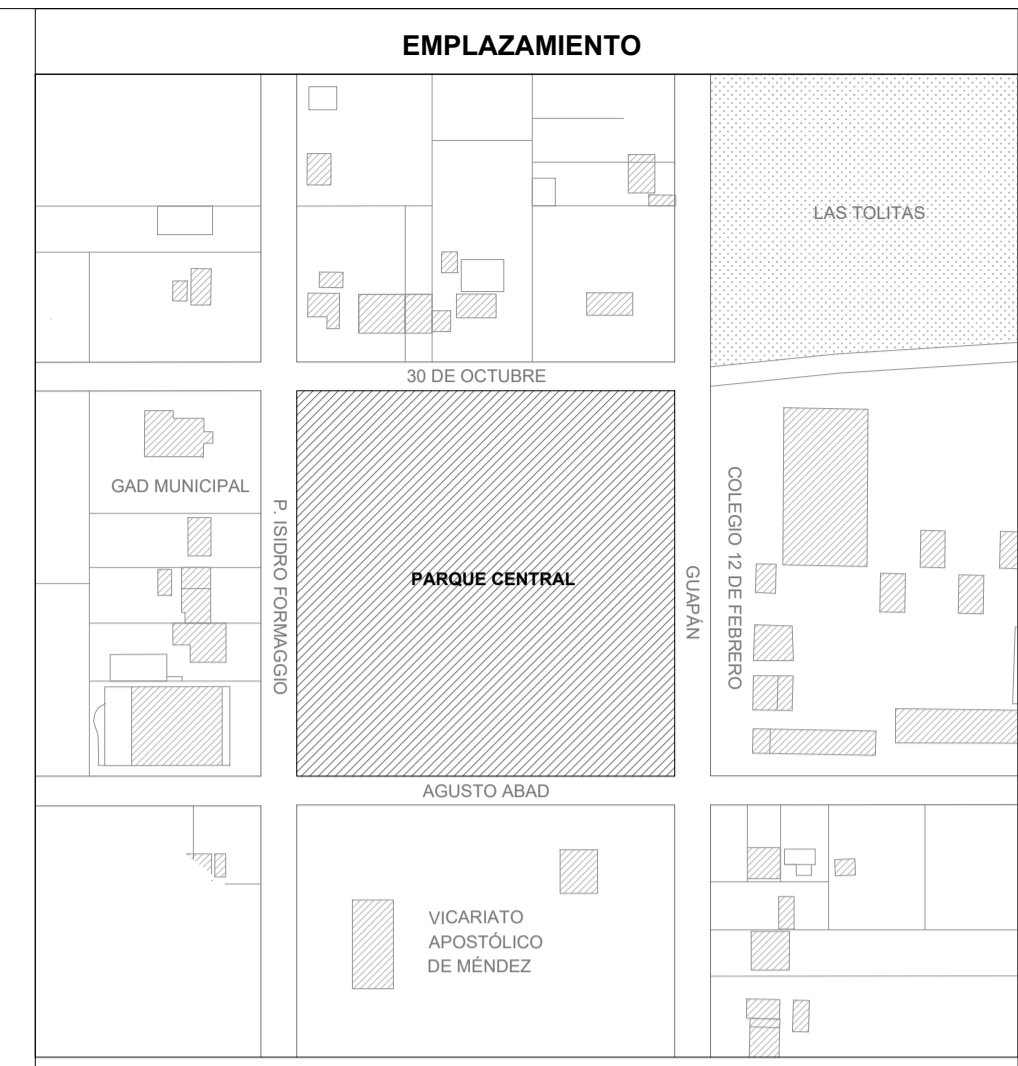 EMPLAZAMIENTO
LAS TOLITAS
30 DE OCTUBRE
GAD MUNICIPAL
P. ISIDRO FORMAGGIO
PARQUE CENTRAL
GUAPÁN
COLEGIO 12 DE FEBRERO
AGUSTO ABAD
VICARIATO
APOSTÓLICO
DE MÉNDEZ